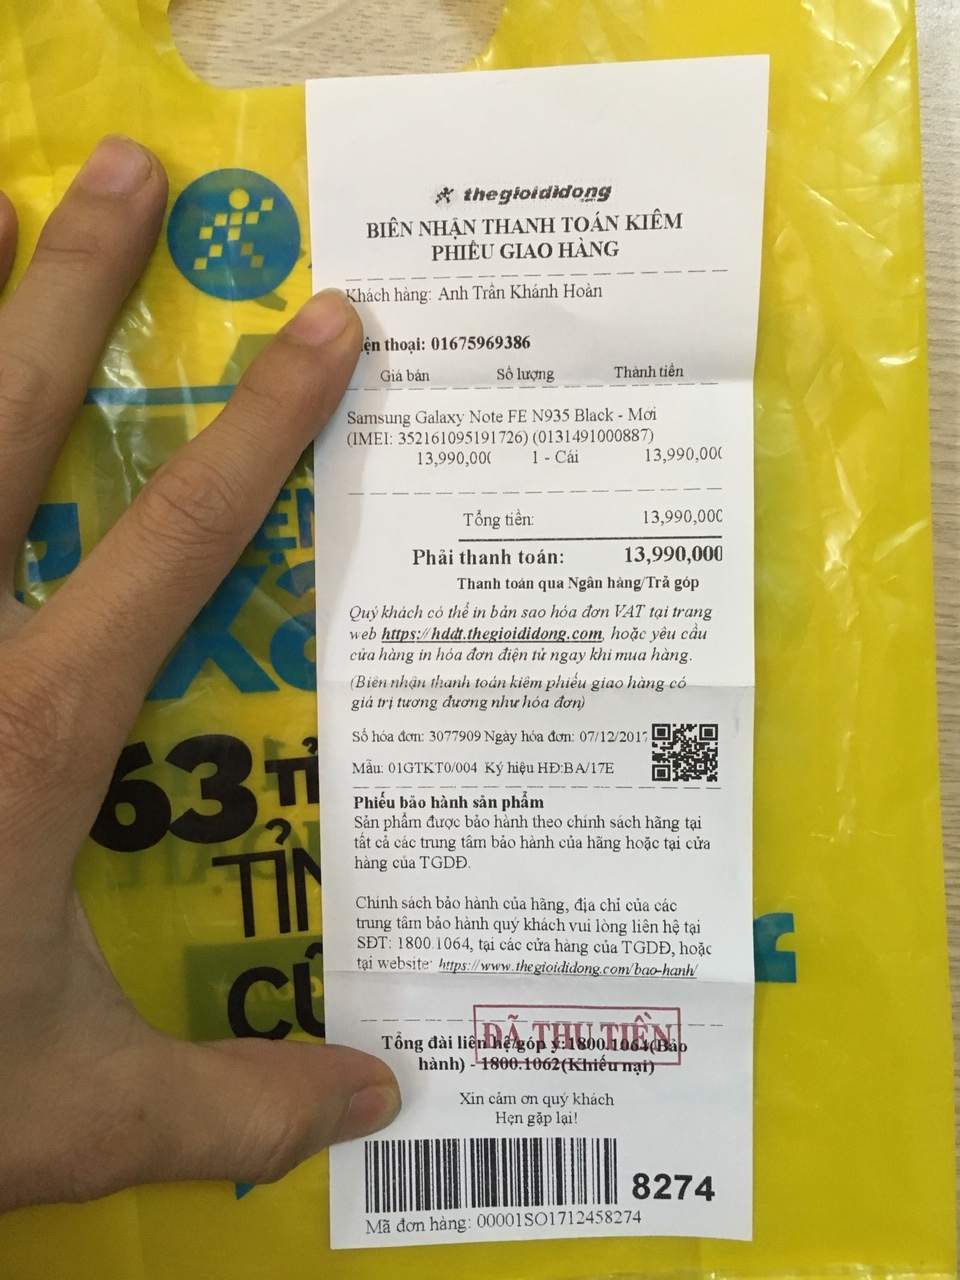 thegioididong
.com
BIÊN NHẬN THANH TOÁN KIÊM
PHIẾU GIAO HÀNG
Khách hàng: Anh Trần Khánh Hoàn
ện thoại: 01675969386
Giá bán Số lượng Thành tiền
Samsung Galaxy Note FE N935 Black - Mới
(IMEI: 352161095191726) (0131491000887)
13,990,000 1 - Cái 13,990,000
Tổng tiền: 13,990,000
Phải thanh toán: 13,990,000
Thanh toán qua Ngân hàng/Trả góp
Quý khách có thể in bản sao hóa đơn VAT tại trang
web https://hddt.thegioididong.com, hoặc yêu cầu
cửa hàng in hóa đơn điện tử ngay khi mua hàng.
(Biên nhận thanh toán kiêm phiếu giao hàng có
giá trị tương đương như hóa đơn)
Số hóa đơn: 3077909 Ngày hóa đơn: 07/12/2017
Mẫu: 01GTKT0/004 Ký hiệu HĐ:BA/17E
Phiếu bảo hành sản phẩm
Sản phẩm được bảo hành theo chính sách hãng tại
tất cả các trung tâm bảo hành của hãng hoặc tại cửa
hàng của TGDĐ.
Chính sách bảo hành của hãng, địa chỉ của các
trung tâm bảo hành quý khách vui lòng liên hệ tại
SĐT: 1800.1064, tại các cửa hàng của TGDĐ, hoặc
tại website: https://www.thegioididong.com/bao-hanh/
ĐÃ THU TIỀN
Tổng đài liên hệ/góp ý:1800.1064(Bảo
hành) - 1800.1062(Khiếu nại)
Xin cảm ơn quý khách
Hẹn gặp lại!
8274
Mã đơn hàng: 00001SO1712458274
63 TỈ
TỈN
CŨ